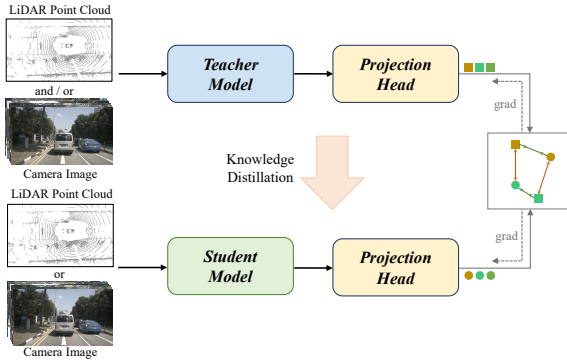 LiDAR Point Cloud
and / or
Camera Image
Teacher
Model
Projection
Head
grad
Knowledge
Distillation
LiDAR Point Cloud
or
Camera Image
Student
Model
Projection
Head
grad